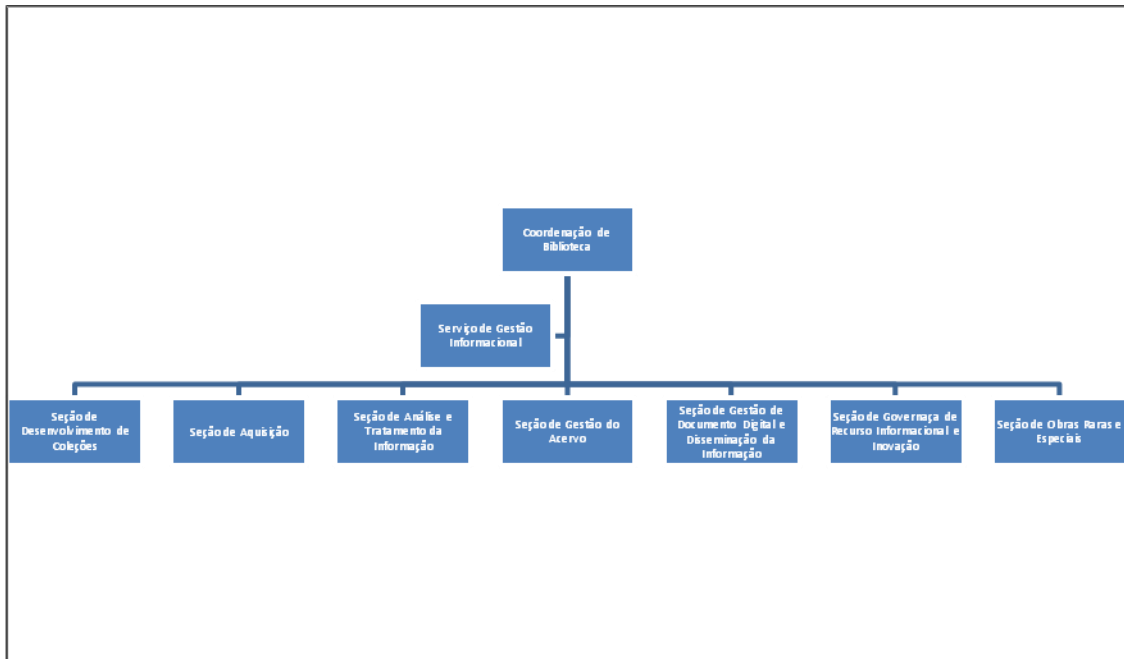 Coordenação de
Biblioteca
Serviço de Gestão
Informacional
Seção de
Desenvolvimento de
Coleções
Seção de Aquisição
Seção de Análise e
Tratamento da
Informação
Seção de Gestão do
Acervo
Seção de Gestão de
Documento Digital e
Disseminação da
Informação
Seção de Governaça de
Recurso Informacional e
Inovação
Seção de Obras Raras e
Especiais